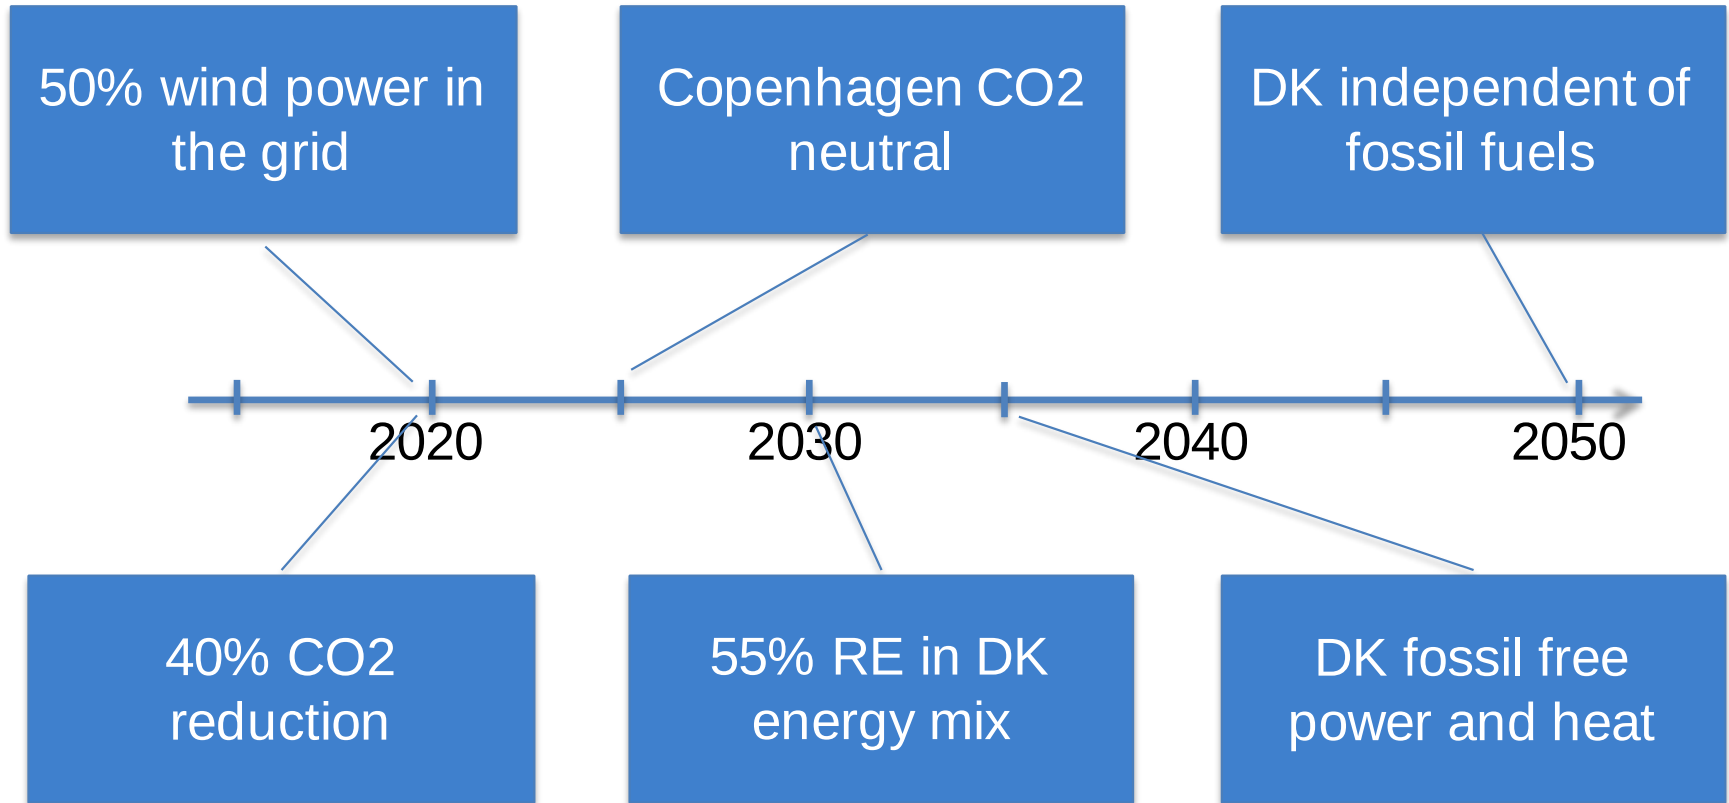 50% wind power in
the grid
Copenhagen CO2
neutral
DK independent of
fossil fuels
2020
2030
2040
2050
40% CO2
reduction
55% RE in DK
energy mix
DK fossil free
power and heat